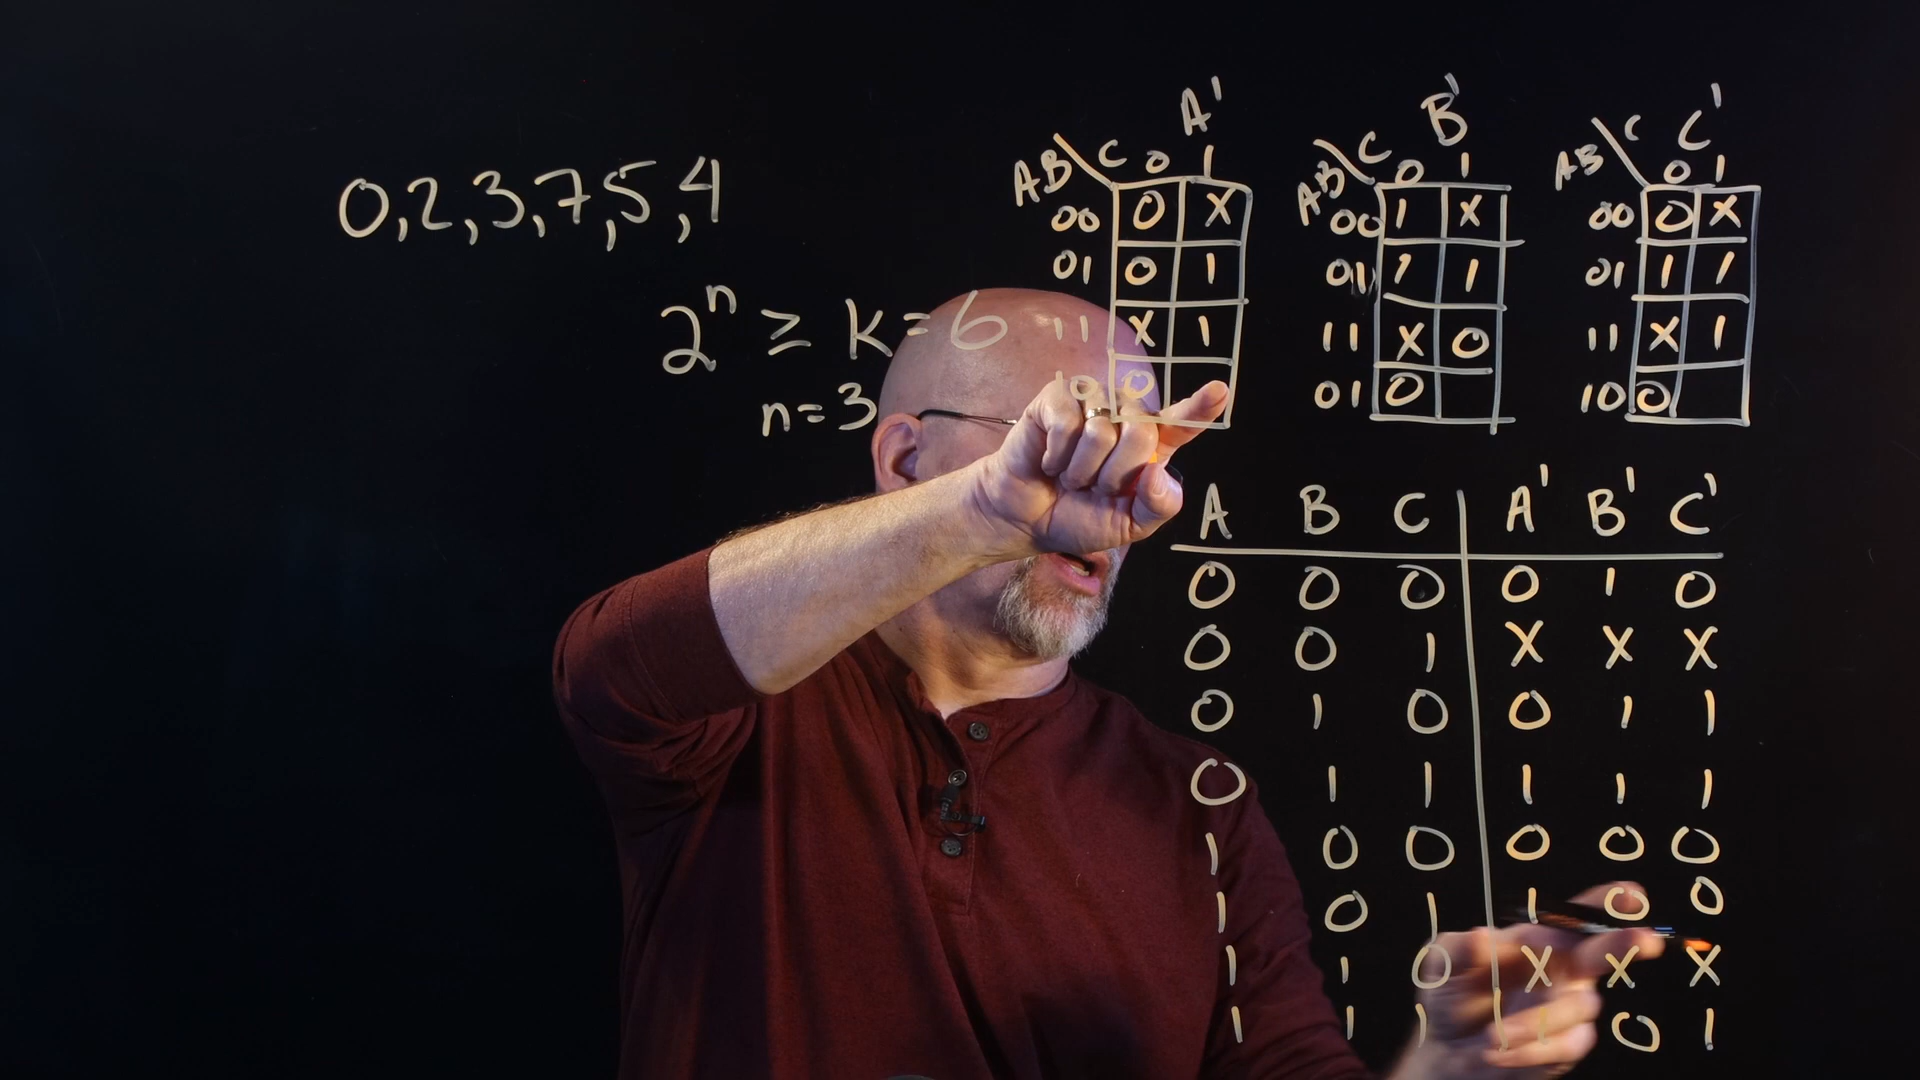 0,2,3,7,5,4
2ⁿ ≥ k=6
n=3
A'
AB C 0 1
00 0 X
01 0 1
11 X 1
10 0
B'
AB C 0 1
00 1 X
01 1 1
11 X 0
01 0
C'
AB C 0 1
00 0 X
01 1 1
11 X 1
10 0
A B C A' B' C'
0 0 0 0 1 0
0 0 1 X X X
0 1 0 0 1 1
0 1 1 1 1 1
1 0 0 0 0 0
1 0 1 1 0 0
1 1 0 X X X
1 1 1 1 0 1